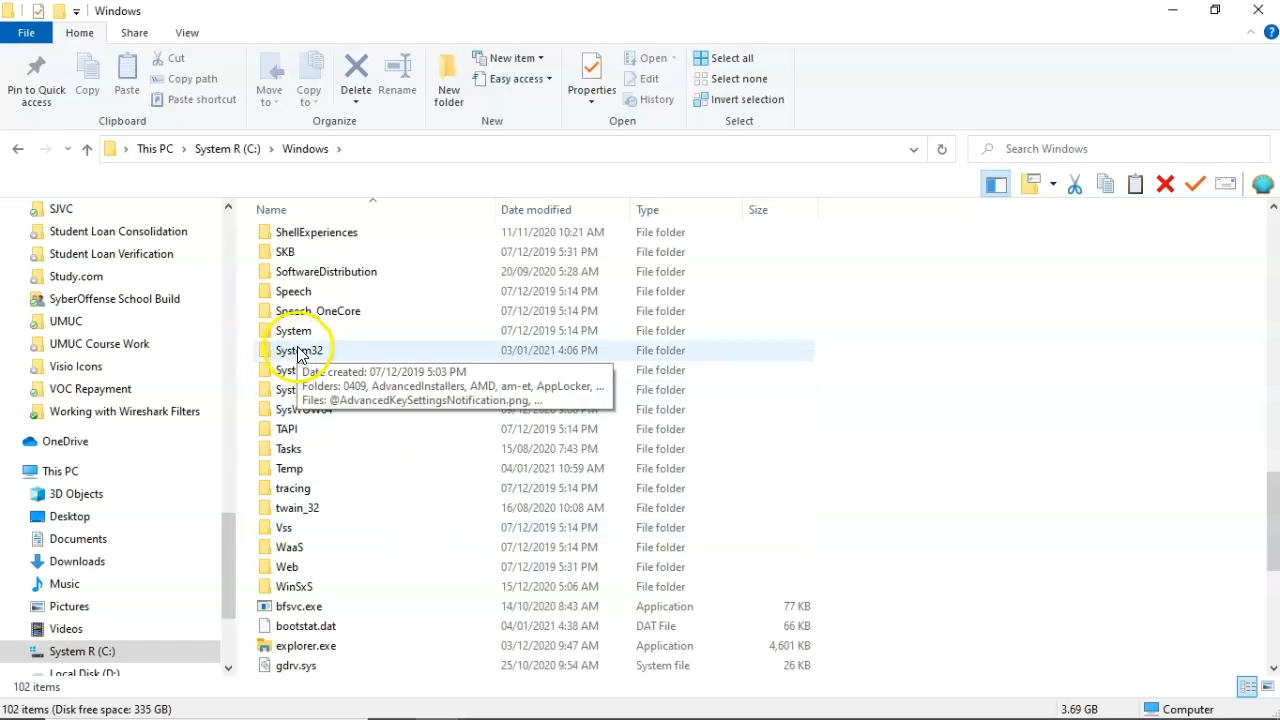 Windows
File Home Share View
Pin to Quick access
Copy
Paste
Cut
Copy path
Paste shortcut
Clipboard
Move to
Copy to
Delete
Rename
Organize
New folder
New item
Easy access
New
Properties
Open
Edit
History
Open
Select all
Select none
Invert selection
Select
This PC > System R (C:) > Windows >
Search Windows
SJVC
Student Loan Consolidation
Student Loan Verification
Study.com
SyberOffense School Build
UMUC
UMUC Course Work
Visio Icons
VOC Repayment
Working with Wireshark Filters
OneDrive
This PC
3D Objects
Desktop
Documents
Downloads
Music
Pictures
Videos
System R (C:)
Local Disk (D:)
Name Date modified Type Size
ShellExperiences 11/11/2020 10:21 AM File folder
SKB 07/12/2019 5:31 PM File folder
SoftwareDistribution 20/09/2020 5:28 AM File folder
Speech 07/12/2019 5:14 PM File folder
Speech_OneCore 07/12/2019 5:14 PM File folder
System 07/12/2019 5:14 PM File folder
System32 03/01/2021 4:06 PM File folder
Date created: 07/12/2019 5:03 PM
Folders: 0409, AdvancedInstallers, AMD, am-et, AppLocker, ...
Files: @AdvancedKeySettingsNotification.png, ...
Syst File folder
Syst File folder
SysWOW64 File folder
TAPI 07/12/2019 5:14 PM File folder
Tasks 15/08/2020 7:43 PM File folder
Temp 04/01/2021 10:59 AM File folder
tracing 07/12/2019 5:14 PM File folder
twain_32 16/08/2020 10:08 AM File folder
Vss 07/12/2019 5:14 PM File folder
WaaS 07/12/2019 5:14 PM File folder
Web 07/12/2019 5:31 PM File folder
WinSxS 15/12/2020 5:06 AM File folder
bfsvc.exe 14/10/2020 8:43 AM Application 77 KB
bootstat.dat 04/01/2021 4:38 AM DAT File 66 KB
explorer.exe 03/12/2020 9:47 AM Application 4,601 KB
gdrv.sys 25/10/2020 9:54 AM System file 26 KB
102 items
102 items (Disk free space: 335 GB) 3.69 GB Computer